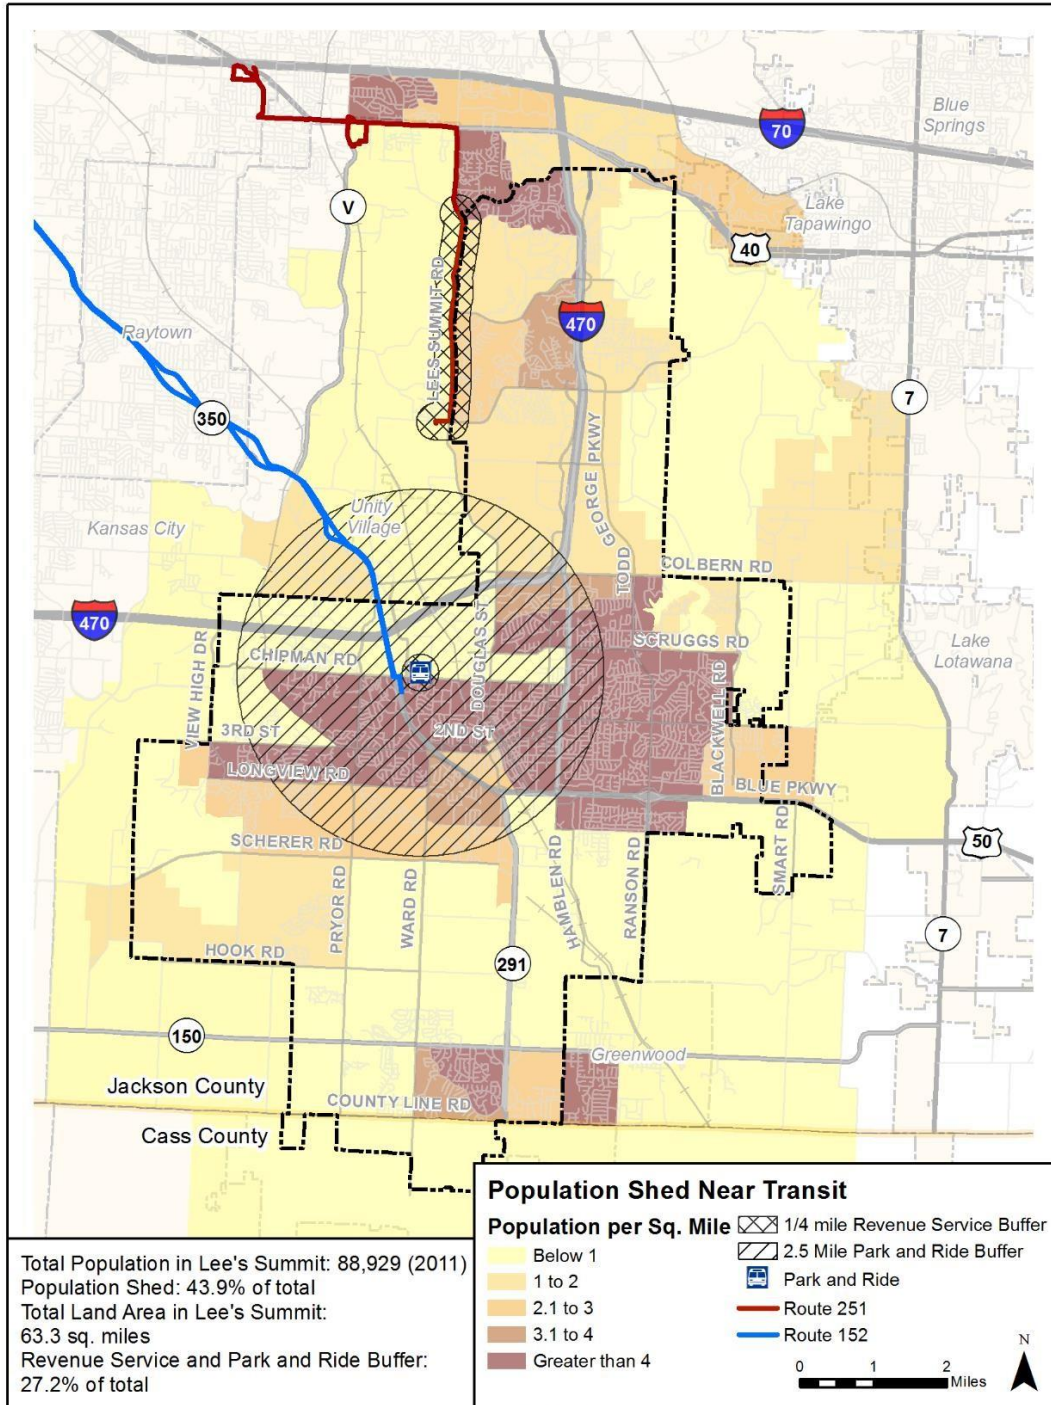 Blue
Springs
70
V
Lake
Tapawingo
40
LEES SUMMIT RD
470
Raytown
7
350
GEORGE PKWY
Unity
Village
Kansas City
TODD
COLBERN RD
470
DOUGLAS ST
SCRUGGS RD
Lake
Lotawana
VIEW HIGH DR
CHIPMAN RD
BLACKWELL RD
3RD ST
2ND ST
LONGVIEW RD
BLUE PKWY
SCHERER RD
SMART RD
50
PRYOR RD
WARD RD
HAMBLEN RD
RANSON RD
HOOK RD
291
7
150
Greenwood
Jackson County
COUNTY LINE RD
Cass County
Population Shed Near Transit
Population per Sq. Mile
Below 1
1 to 2
2.1 to 3
3.1 to 4
Greater than 4
1/4 mile Revenue Service Buffer
2.5 Mile Park and Ride Buffer
Park and Ride
Route 251
Route 152
N
0 1 2
Miles
Total Population in Lee's Summit: 88,929 (2011)
Population Shed: 43.9% of total
Total Land Area in Lee's Summit:
63.3 sq. miles
Revenue Service and Park and Ride Buffer:
27.2% of total